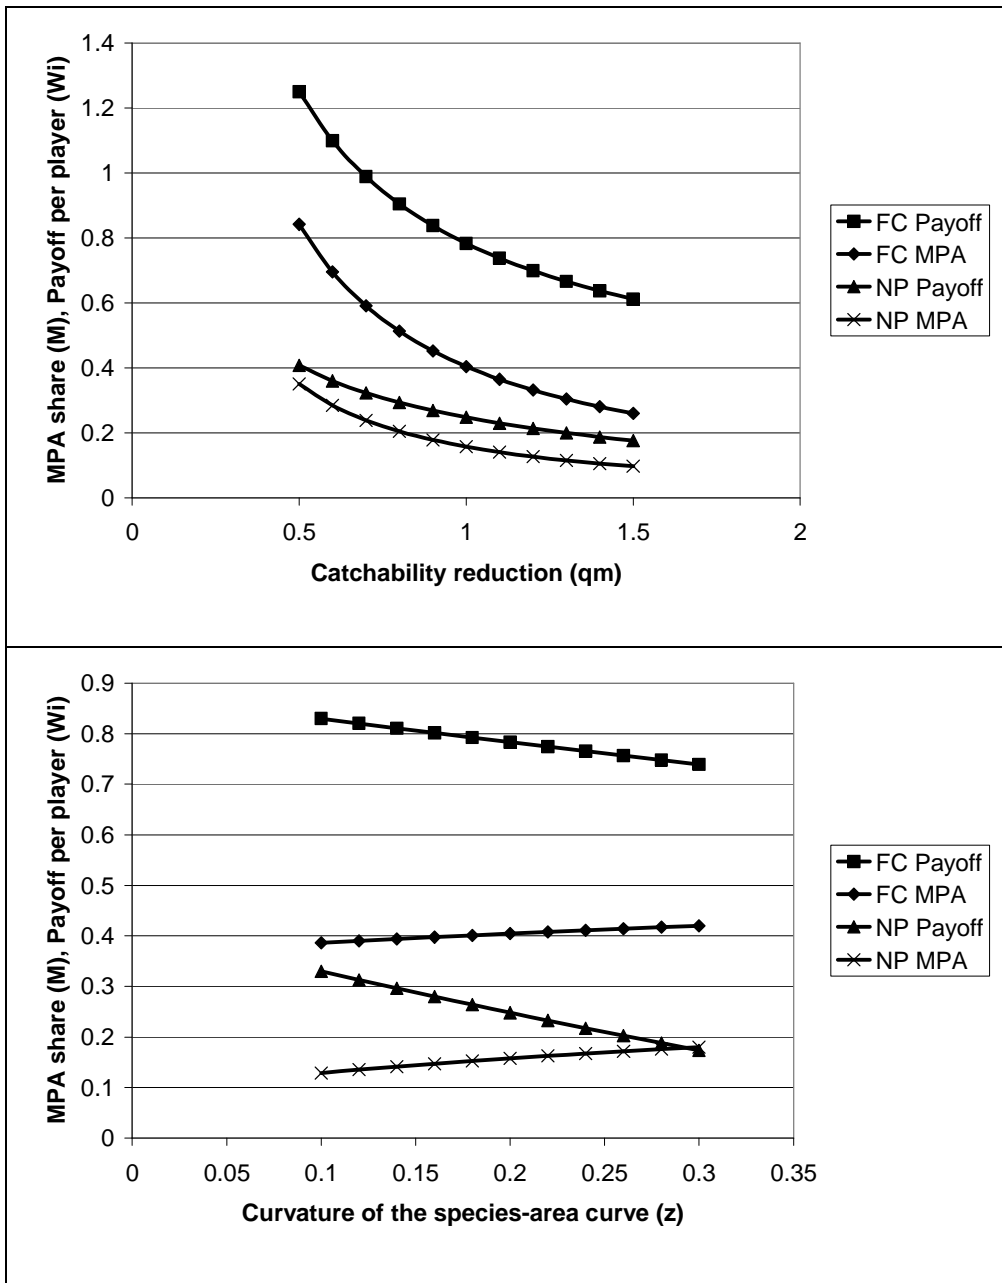 MPA share (M), Payoff per player (Wi)
1.4
1.2
1
0.8
0.6
0.4
0.2
0
0 0.5 1 1.5 2
Catchability reduction (qm)
FC Payoff
FC MPA
NP Payoff
NP MPA
MPA share (M), Payoff per player (Wi)
0.9
0.8
0.7
0.6
0.5
0.4
0.3
0.2
0.1
0
0 0.05 0.1 0.15 0.2 0.25 0.3 0.35
Curvature of the species-area curve (z)
FC Payoff
FC MPA
NP Payoff
NP MPA